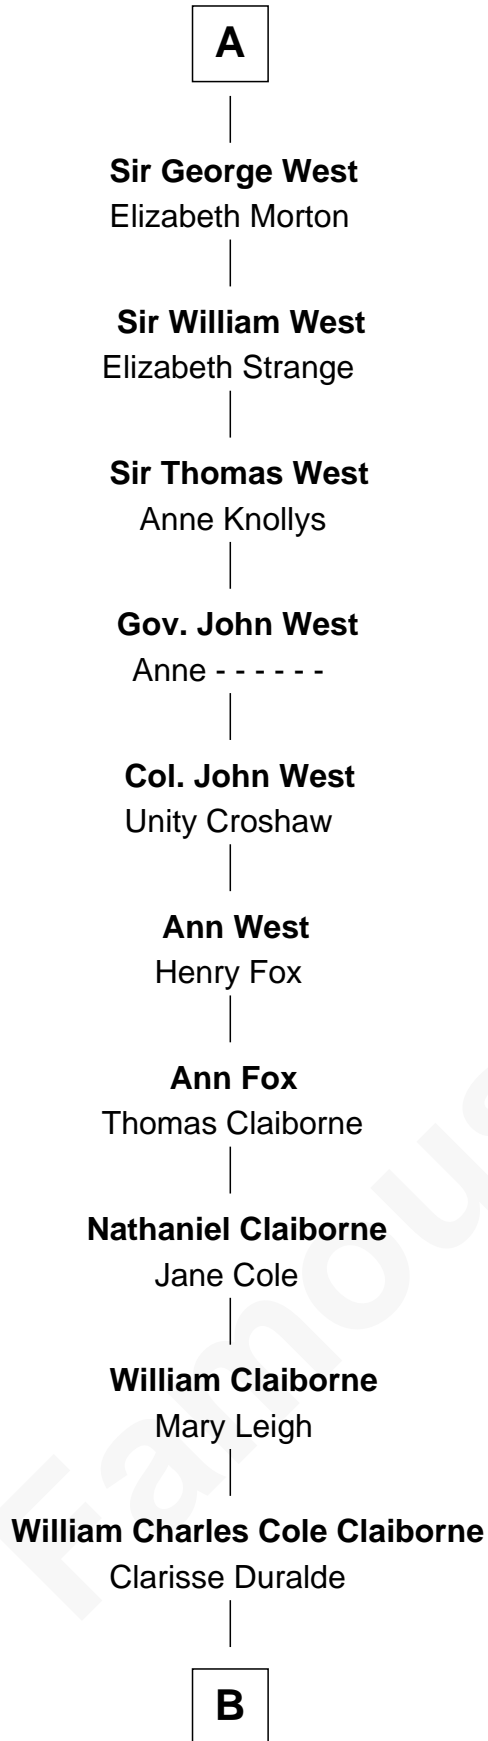 A
Sir George West
Elizabeth Morton
Sir William West
Elizabeth Strange
Sir Thomas West
Anne Knollys
Gov. John West
Anne - - - - - -
Col. John West
Unity Croshaw
Ann West
Henry Fox
Ann Fox
Thomas Claiborne
Nathaniel Claiborne
Jane Cole
William Claiborne
Mary Leigh
William Charles Cole Claiborne
Clarisse Duralde
B
Famous